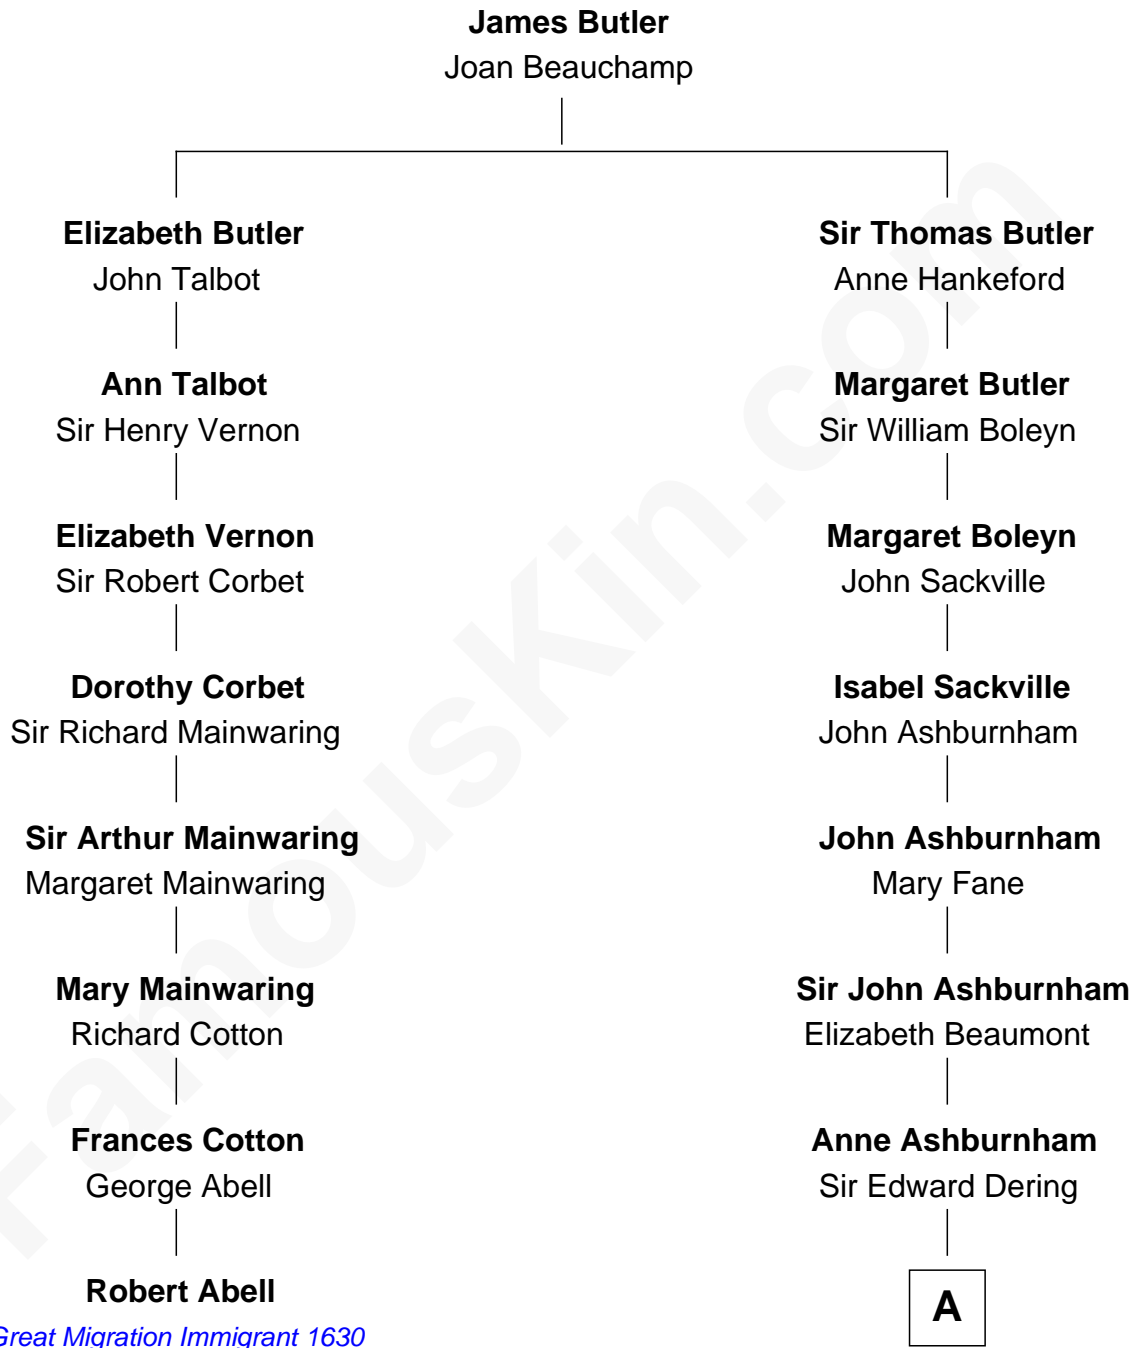 James Butler
Joan Beauchamp
Elizabeth Butler
John Talbot
Sir Thomas Butler
Anne Hankeford
Ann Talbot
Sir Henry Vernon
Margaret Butler
Sir William Boleyn
Elizabeth Vernon
Sir Robert Corbet
Margaret Boleyn
John Sackville
Dorothy Corbet
Sir Richard Mainwaring
Isabel Sackville
John Ashburnham
Sir Arthur Mainwaring
Margaret Mainwaring
John Ashburnham
Mary Fane
Mary Mainwaring
Richard Cotton
Sir John Ashburnham
Elizabeth Beaumont
Frances Cotton
George Abell
Anne Ashburnham
Sir Edward Dering
Robert Abell
Great Migration Immigrant 1630
A
FamousKin.com